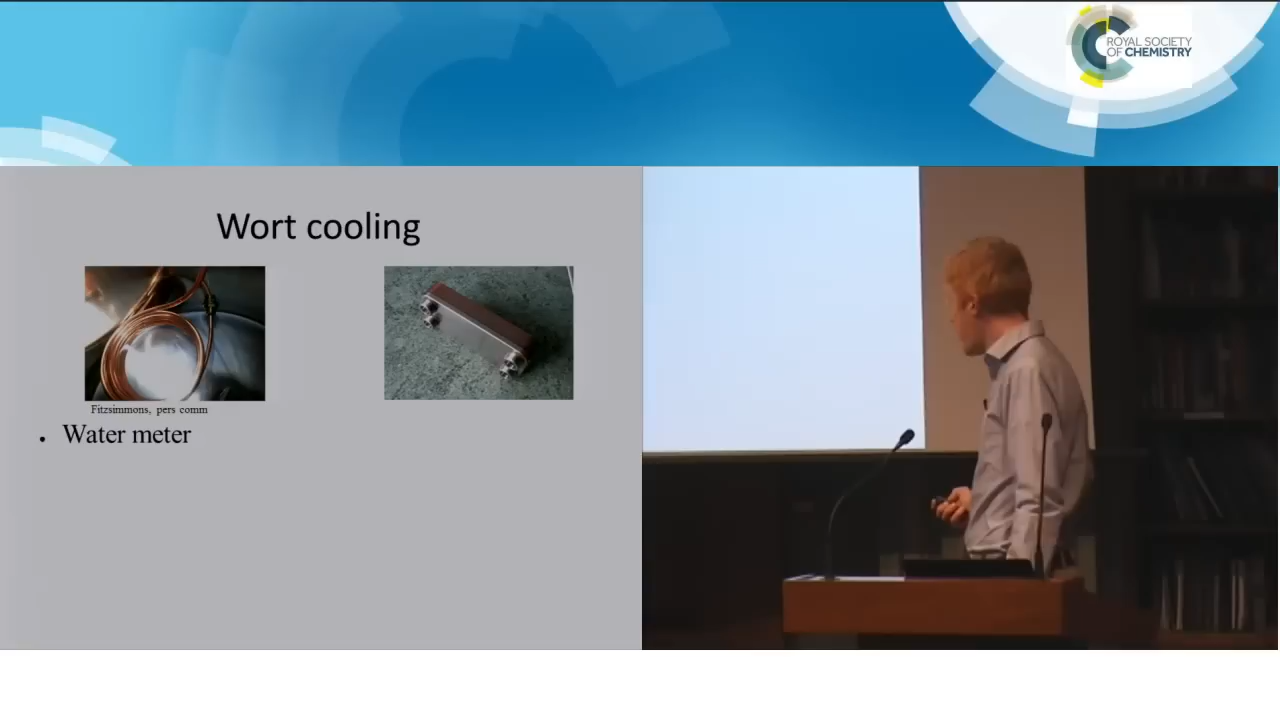 ROYAL SOCIETY
OF CHEMISTRY
Wort cooling
Fitzsimmons, pers comm
• Water meter